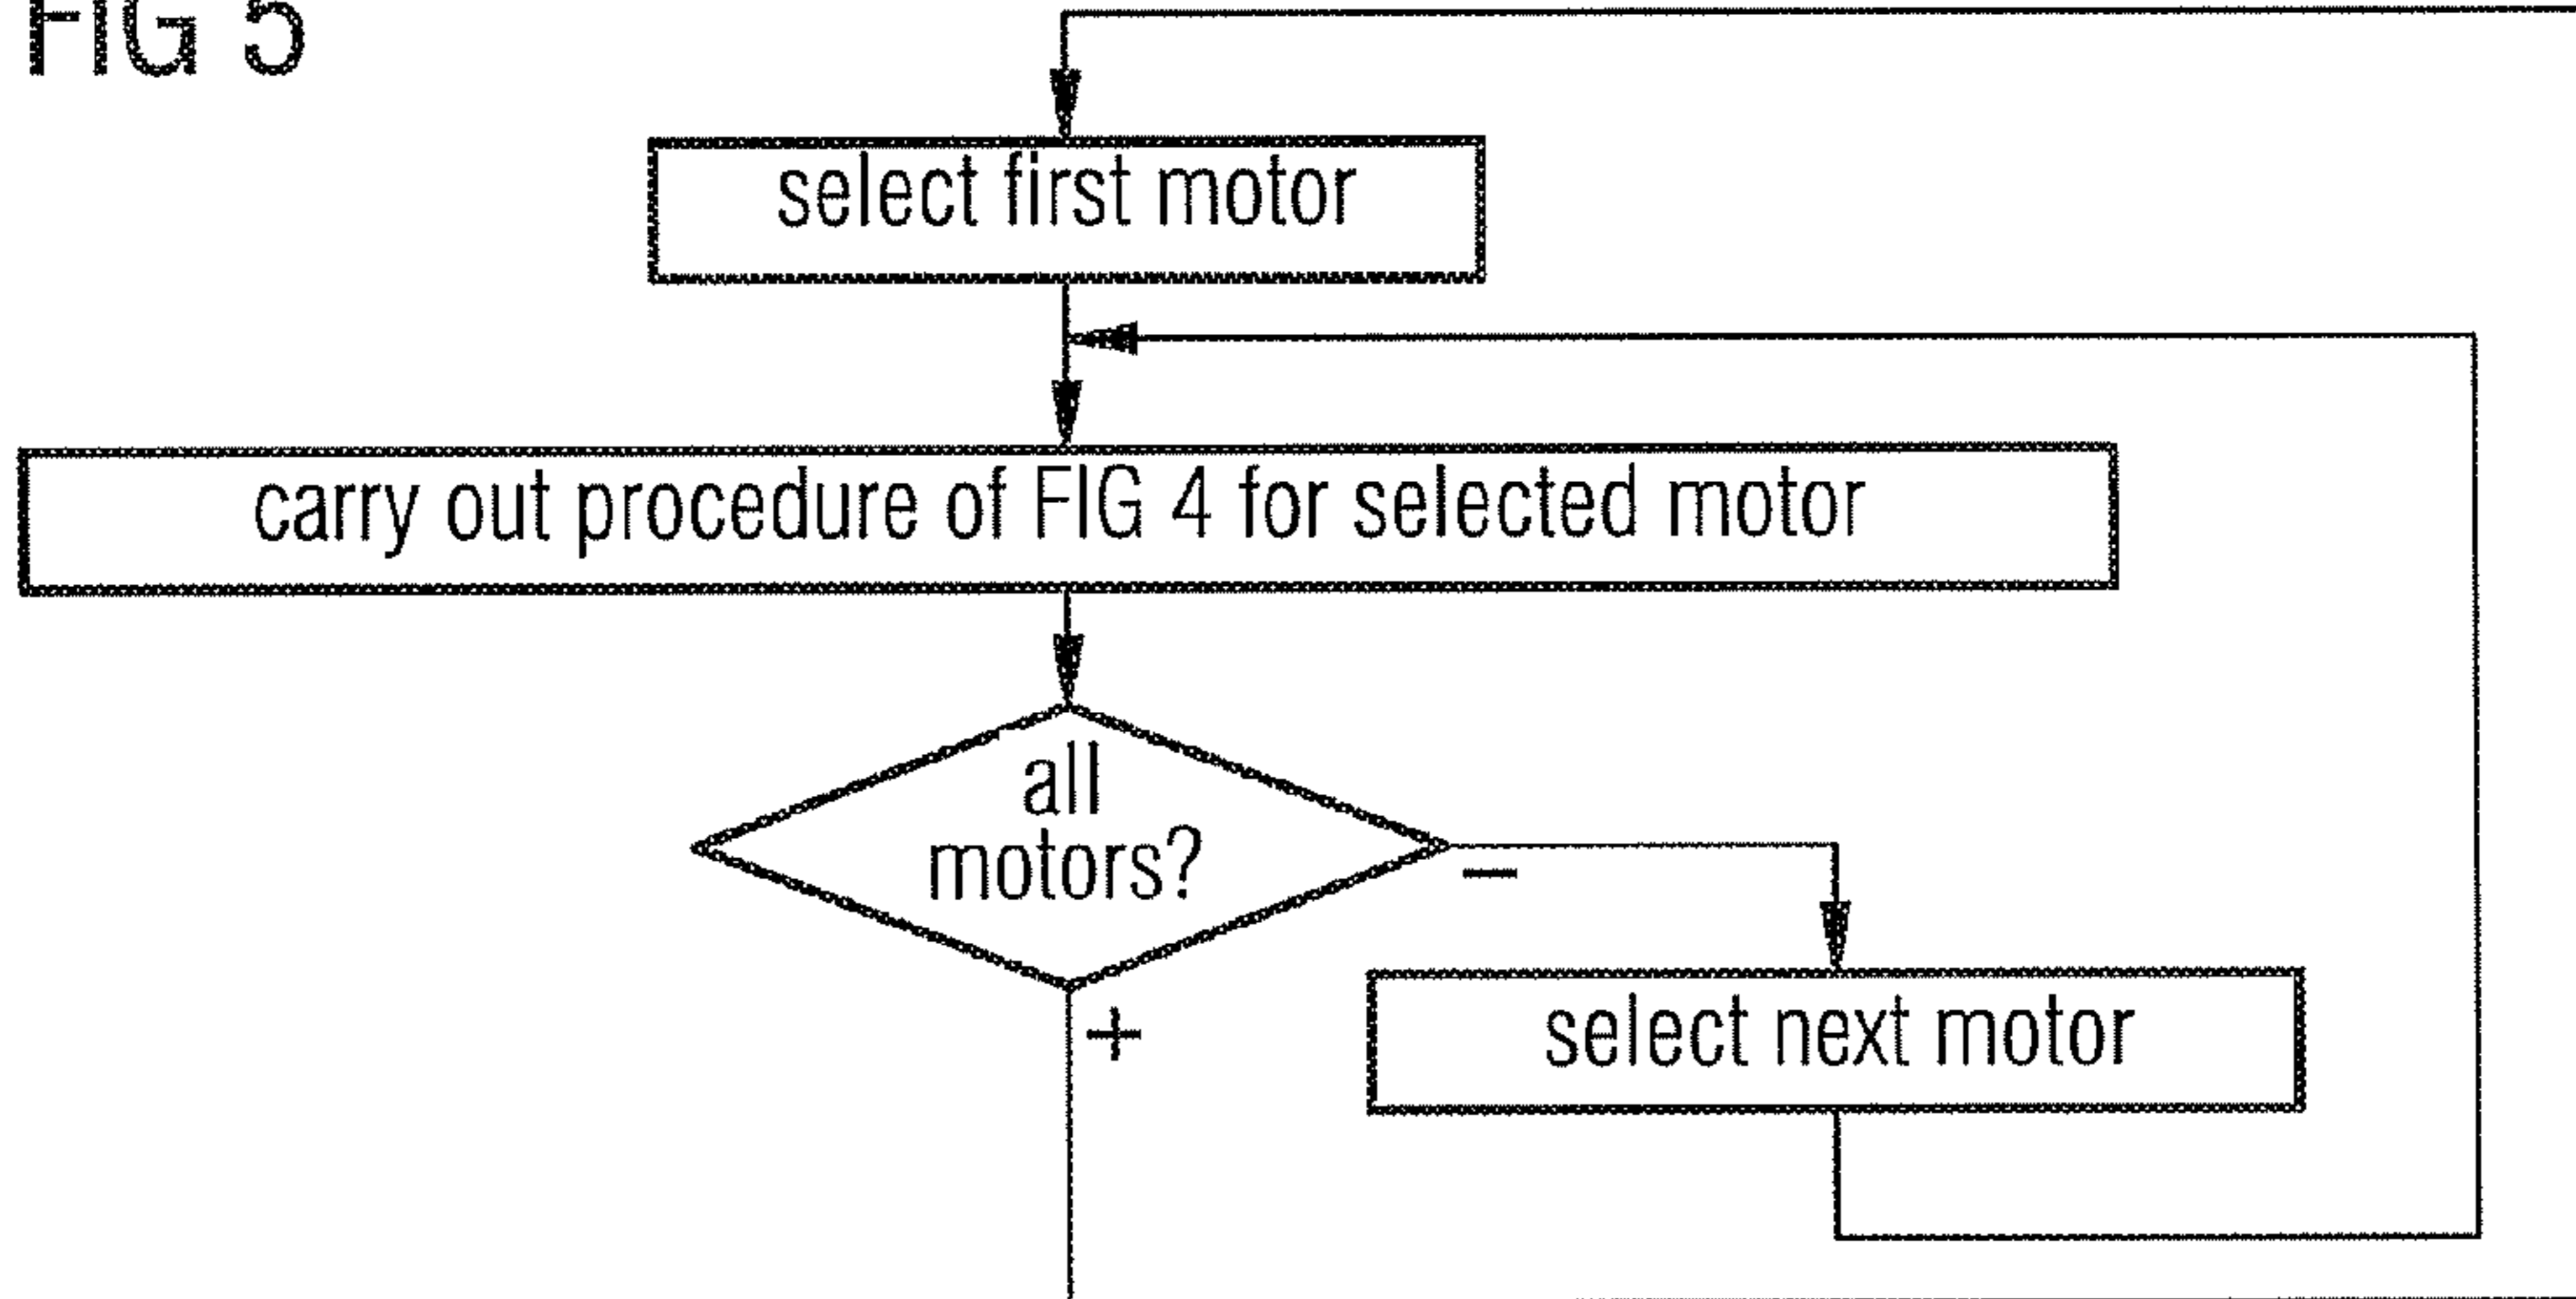 FIG 5
select first motor
carry out procedure of FIG 4 for selected motor
all
motors?
–
+
select next motor